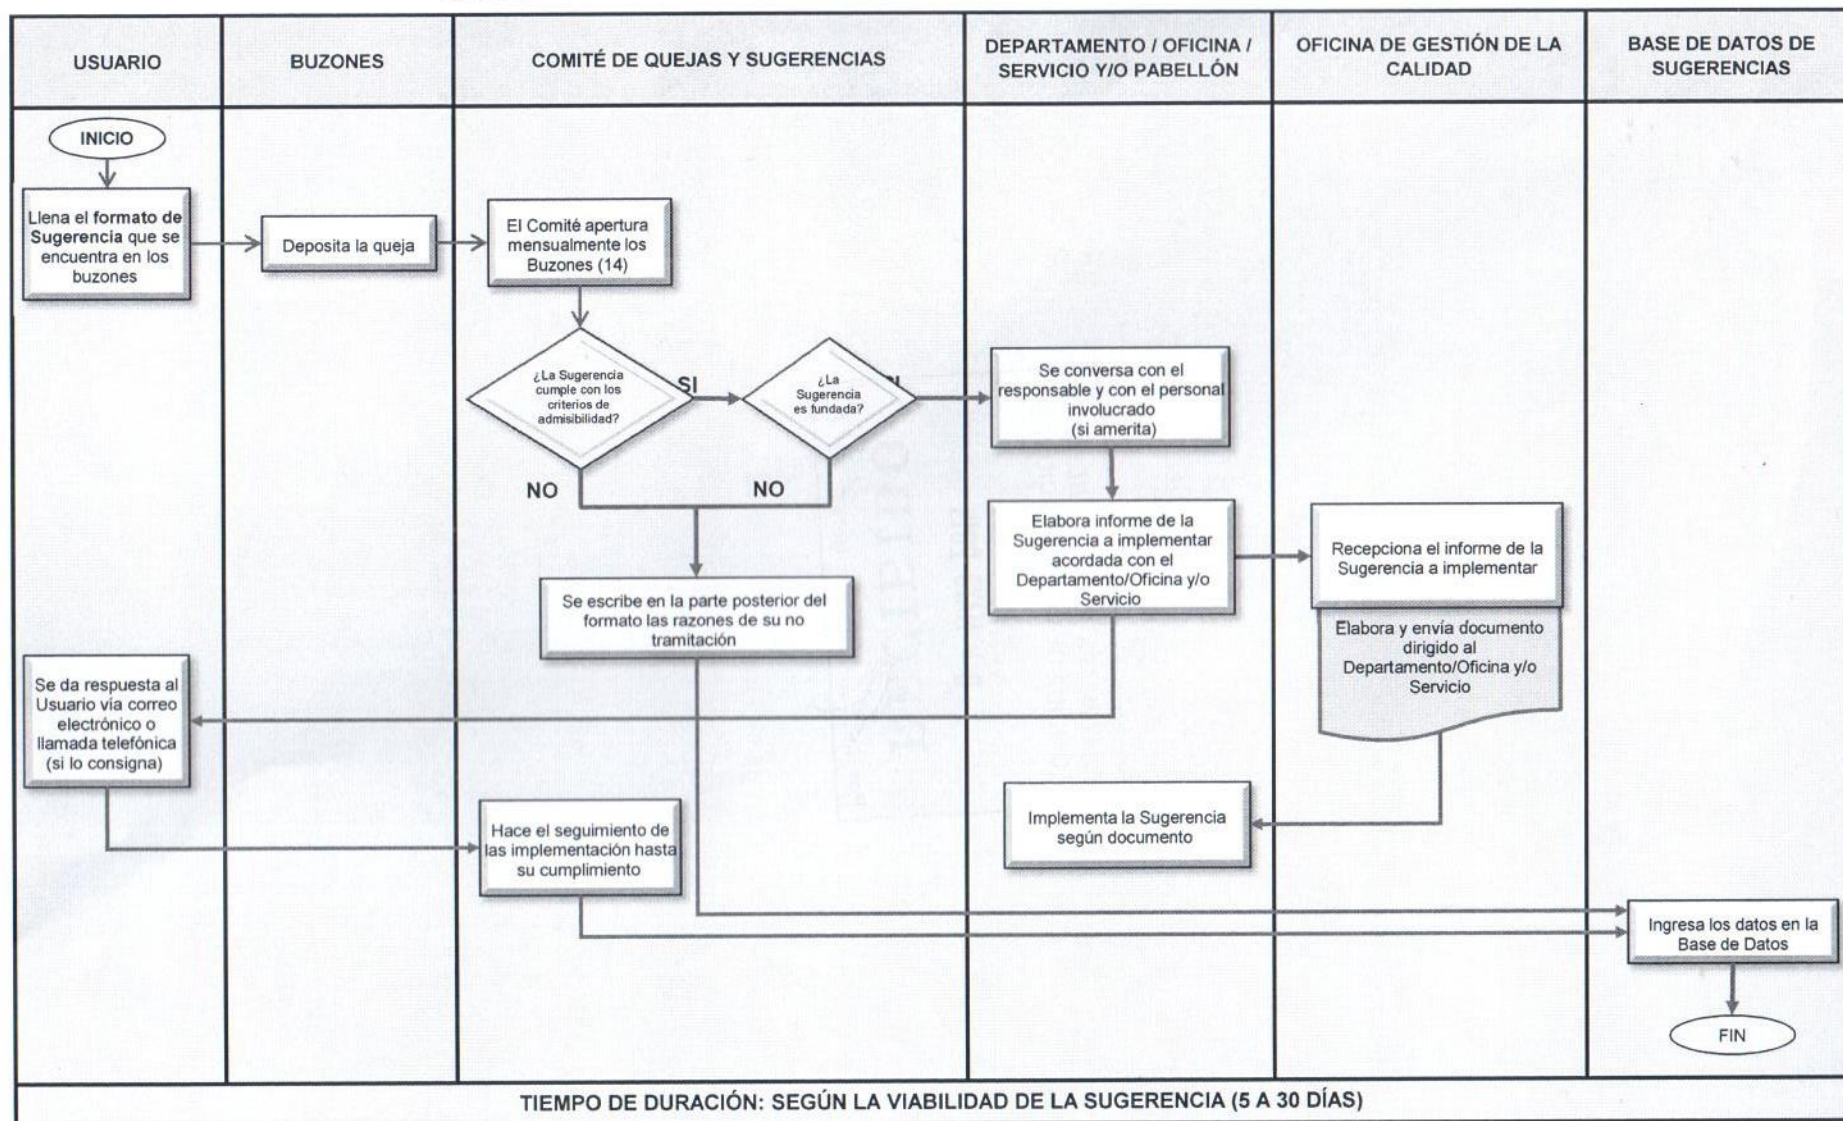 USUARIO
BUZONES
COMITÉ DE QUEJAS Y SUGERENCIAS
DEPARTAMENTO / OFICINA /
SERVICIO Y/O PABELLÓN
OFICINA DE GESTIÓN DE LA
CALIDAD
BASE DE DATOS DE
SUGERENCIAS
INICIO
Llena el formato de
Sugerencia que se
encuentra en los
buzones
Deposita la queja
El Comité apertura
mensualmente los
Buzones (14)
¿La Sugerencia
cumple con los
criterios de
admisibilidad?
SI
NO
¿La
Sugerencia
es fundada?
SI
NO
Se conversa con el
responsable y con el personal
involucrado
(si amerita)
Elabora informe de la
Sugerencia a implementar
acordada con el
Departamento/Oficina y/o
Servicio
Recepciona el informe de la
Sugerencia a implementar
Elabora y envía documento
dirigido al
Departamento/Oficina y/o
Servicio
Se escribe en la parte posterior del
formato las razones de su no
tramitación
Se da respuesta al
Usuario vía correo
electrónico o
llamada telefónica
(si lo consigna)
Implementa la Sugerencia
según documento
Hace el seguimiento de
las implementación hasta
su cumplimiento
Ingresa los datos en la
Base de Datos
FIN
TIEMPO DE DURACIÓN: SEGÚN LA VIABILIDAD DE LA SUGERENCIA (5 A 30 DÍAS)